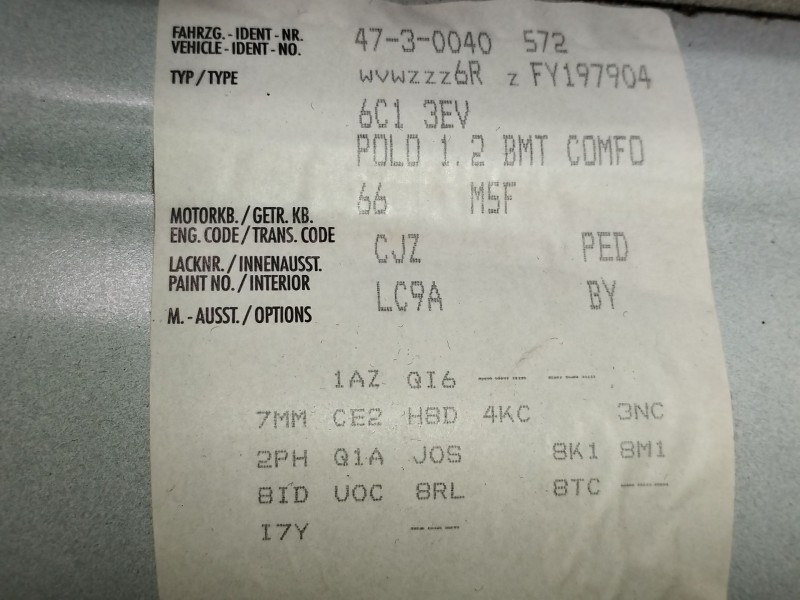 FAHRZG. - IDENT - NR. 47-3-0040 572
VEHICLE - IDENT - NO.
TYP / TYPE WVWZZZ6R Z FY197904
6C1 3EV
POLO 1.2 BMT COMFO
66 MSF
MOTORKB. / GETR. KB.
ENG. CODE / TRANS. CODE CJZ PED
LACKNR. / INNENAUSST.
PAINT NO. / INTERIOR LC9A BY
M. - AUSST. / OPTIONS
1AZ QI6 --- ---
7MM CE2 H8D 4KC 3NC
2PH Q1A J0S 8K1 8M1
8ID U0C 8RL 8TC ---
I7Y ---